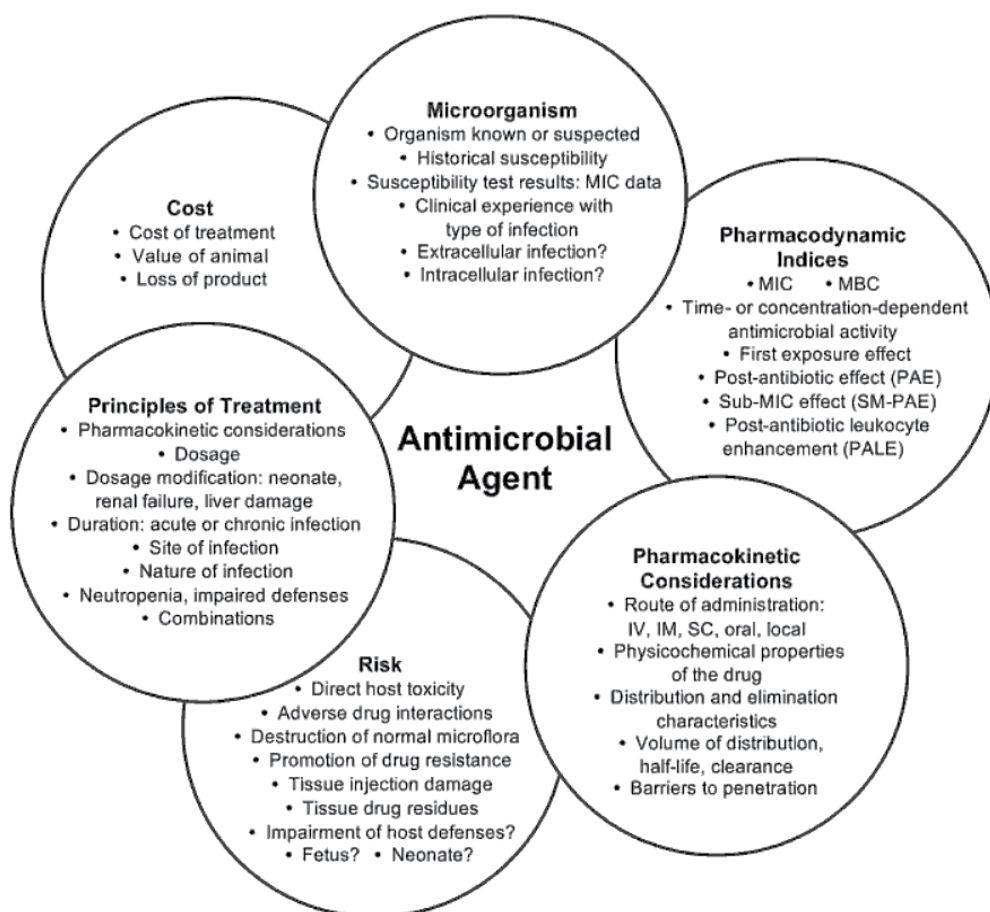 Microorganism
• Organism known or suspected
• Historical susceptibility
• Susceptibility test results: MIC data
• Clinical experience with
type of infection
• Extracellular infection?
• Intracellular infection?
Cost
• Cost of treatment
• Value of animal
• Loss of product
Pharmacodynamic
Indices
• MIC • MBC
• Time- or concentration-dependent
antimicrobial activity
• First exposure effect
• Post-antibiotic effect (PAE)
• Sub-MIC effect (SM-PAE)
• Post-antibiotic leukocyte
enhancement (PALE)
Principles of Treatment
• Pharmacokinetic considerations
• Dosage
• Dosage modification: neonate,
renal failure, liver damage
• Duration: acute or chronic infection
• Site of infection
• Nature of infection
• Neutropenia, impaired defenses
• Combinations
Antimicrobial
Agent
Pharmacokinetic
Considerations
• Route of administration:
IV, IM, SC, oral, local
• Physicochemical properties
of the drug
• Distribution and elimination
characteristics
• Volume of distribution,
half-life, clearance
• Barriers to penetration
Risk
• Direct host toxicity
• Adverse drug interactions
• Destruction of normal microflora
• Promotion of drug resistance
• Tissue injection damage
• Tissue drug residues
• Impairment of host defenses?
• Fetus? • Neonate?